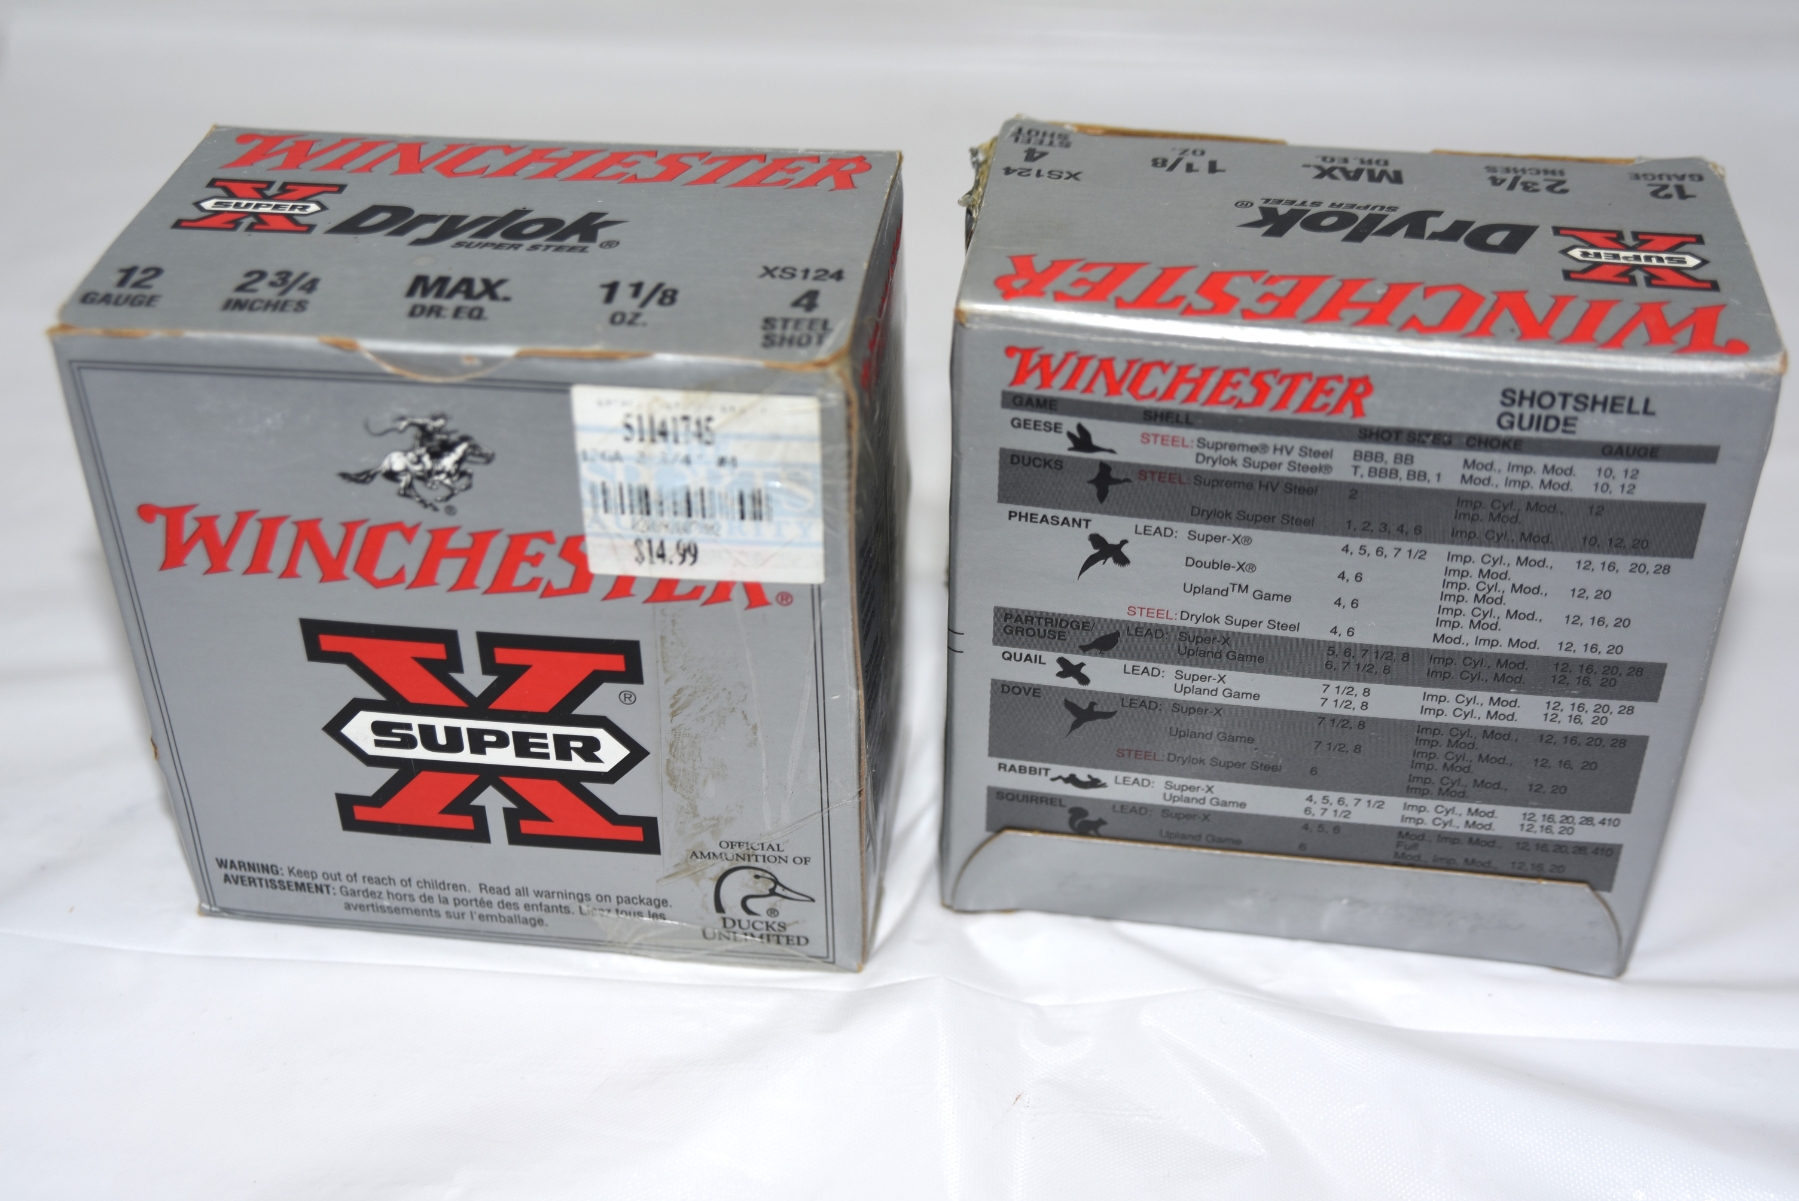 WINCHESTER
X SUPER Drylok
SUPER STEEL®
12 GAUGE
2 3/4 INCHES
MAX. DR. EQ.
1 1/8 OZ.
XS124
4 STEEL SHOT
51141745
$14.99
WINCHESTER®
X SUPER ®
WARNING: Keep out of reach of children. Read all warnings on package.
AVERTISSEMENT: Gardez hors de la portée des enfants. Lisez tous les
avertissements sur l'emballage.
OFFICIAL
AMMUNITION OF
DUCKS
UNLIMITED
12 GAUGE
2 3/4 INCHES
MAX. DR. EQ.
1 1/8 OZ.
XS124
4 STEEL SHOT
X SUPER Drylok
SUPER STEEL ®
WINCHESTER
WINCHESTER
SHOTSHELL
GUIDE
GAME SHELL SHOT SIZES CHOKE GAUGE
GEESE STEEL: Supreme® HV Steel BBB, BB Mod., Imp. Mod. 10, 12
Drylok Super Steel® T, BBB, BB, 1 Mod., Imp. Mod. 10, 12
DUCKS STEEL: Supreme HV Steel 2 Imp. Cyl., Mod., 12
Imp. Mod.
Drylok Super Steel 1, 2, 3, 4, 6 Imp. Cyl., Mod. 10, 12, 20
PHEASANT LEAD: Super-X® 4, 5, 6, 7 1/2 Imp. Cyl., Mod., 12, 16, 20, 28
Imp. Mod.
Double-X® 4, 6 Imp. Cyl., Mod., 12, 20
Imp. Mod.
Upland™ Game 4, 6 Imp. Cyl., Mod., 12, 16, 20
Imp. Mod.
STEEL: Drylok Super Steel 4, 6 Mod., Imp. Mod. 12, 16, 20
PARTRIDGE/ LEAD: Super-X 5, 6, 7 1/2, 8 Imp. Cyl., Mod. 12, 16, 20, 28
GROUSE Upland Game 6, 7 1/2, 8 Imp. Cyl., Mod. 12, 16, 20
QUAIL LEAD: Super-X 7 1/2, 8 Imp. Cyl., Mod. 12, 16, 20, 28
Upland Game 7 1/2, 8 Imp. Cyl., Mod. 12, 16, 20
DOVE LEAD: Super-X 7 1/2, 8 Imp. Cyl., Mod., 12, 16, 20, 28
Imp. Mod.
Upland Game 7 1/2, 8 Imp. Cyl., Mod., 12, 16, 20
Imp. Mod.
STEEL: Drylok Super Steel 6 Imp. Cyl., Mod., 12, 20
Imp. Mod.
RABBIT LEAD: Super-X 4, 5, 6, 7 1/2 Imp. Cyl., Mod. 12, 16, 20, 28, 410
Upland Game 6, 7 1/2 Imp. Cyl., Mod. 12, 16, 20
SQUIRREL LEAD: Super-X 4, 5, 6 Mod., Imp. Mod., 12, 16, 20, 28, 410
Full
Upland Game 6 Mod., Imp. Mod. 12, 16, 20